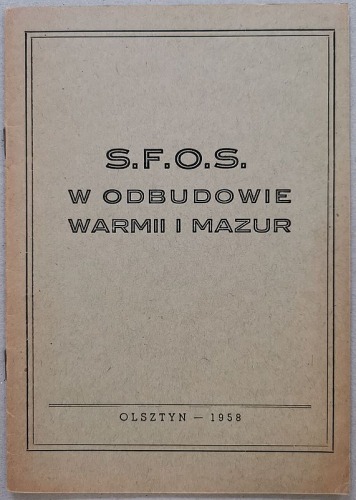 S.F.O.S.
W ODBUDOWIE
WARMII I MAZUR
OLSZTYN — 1958